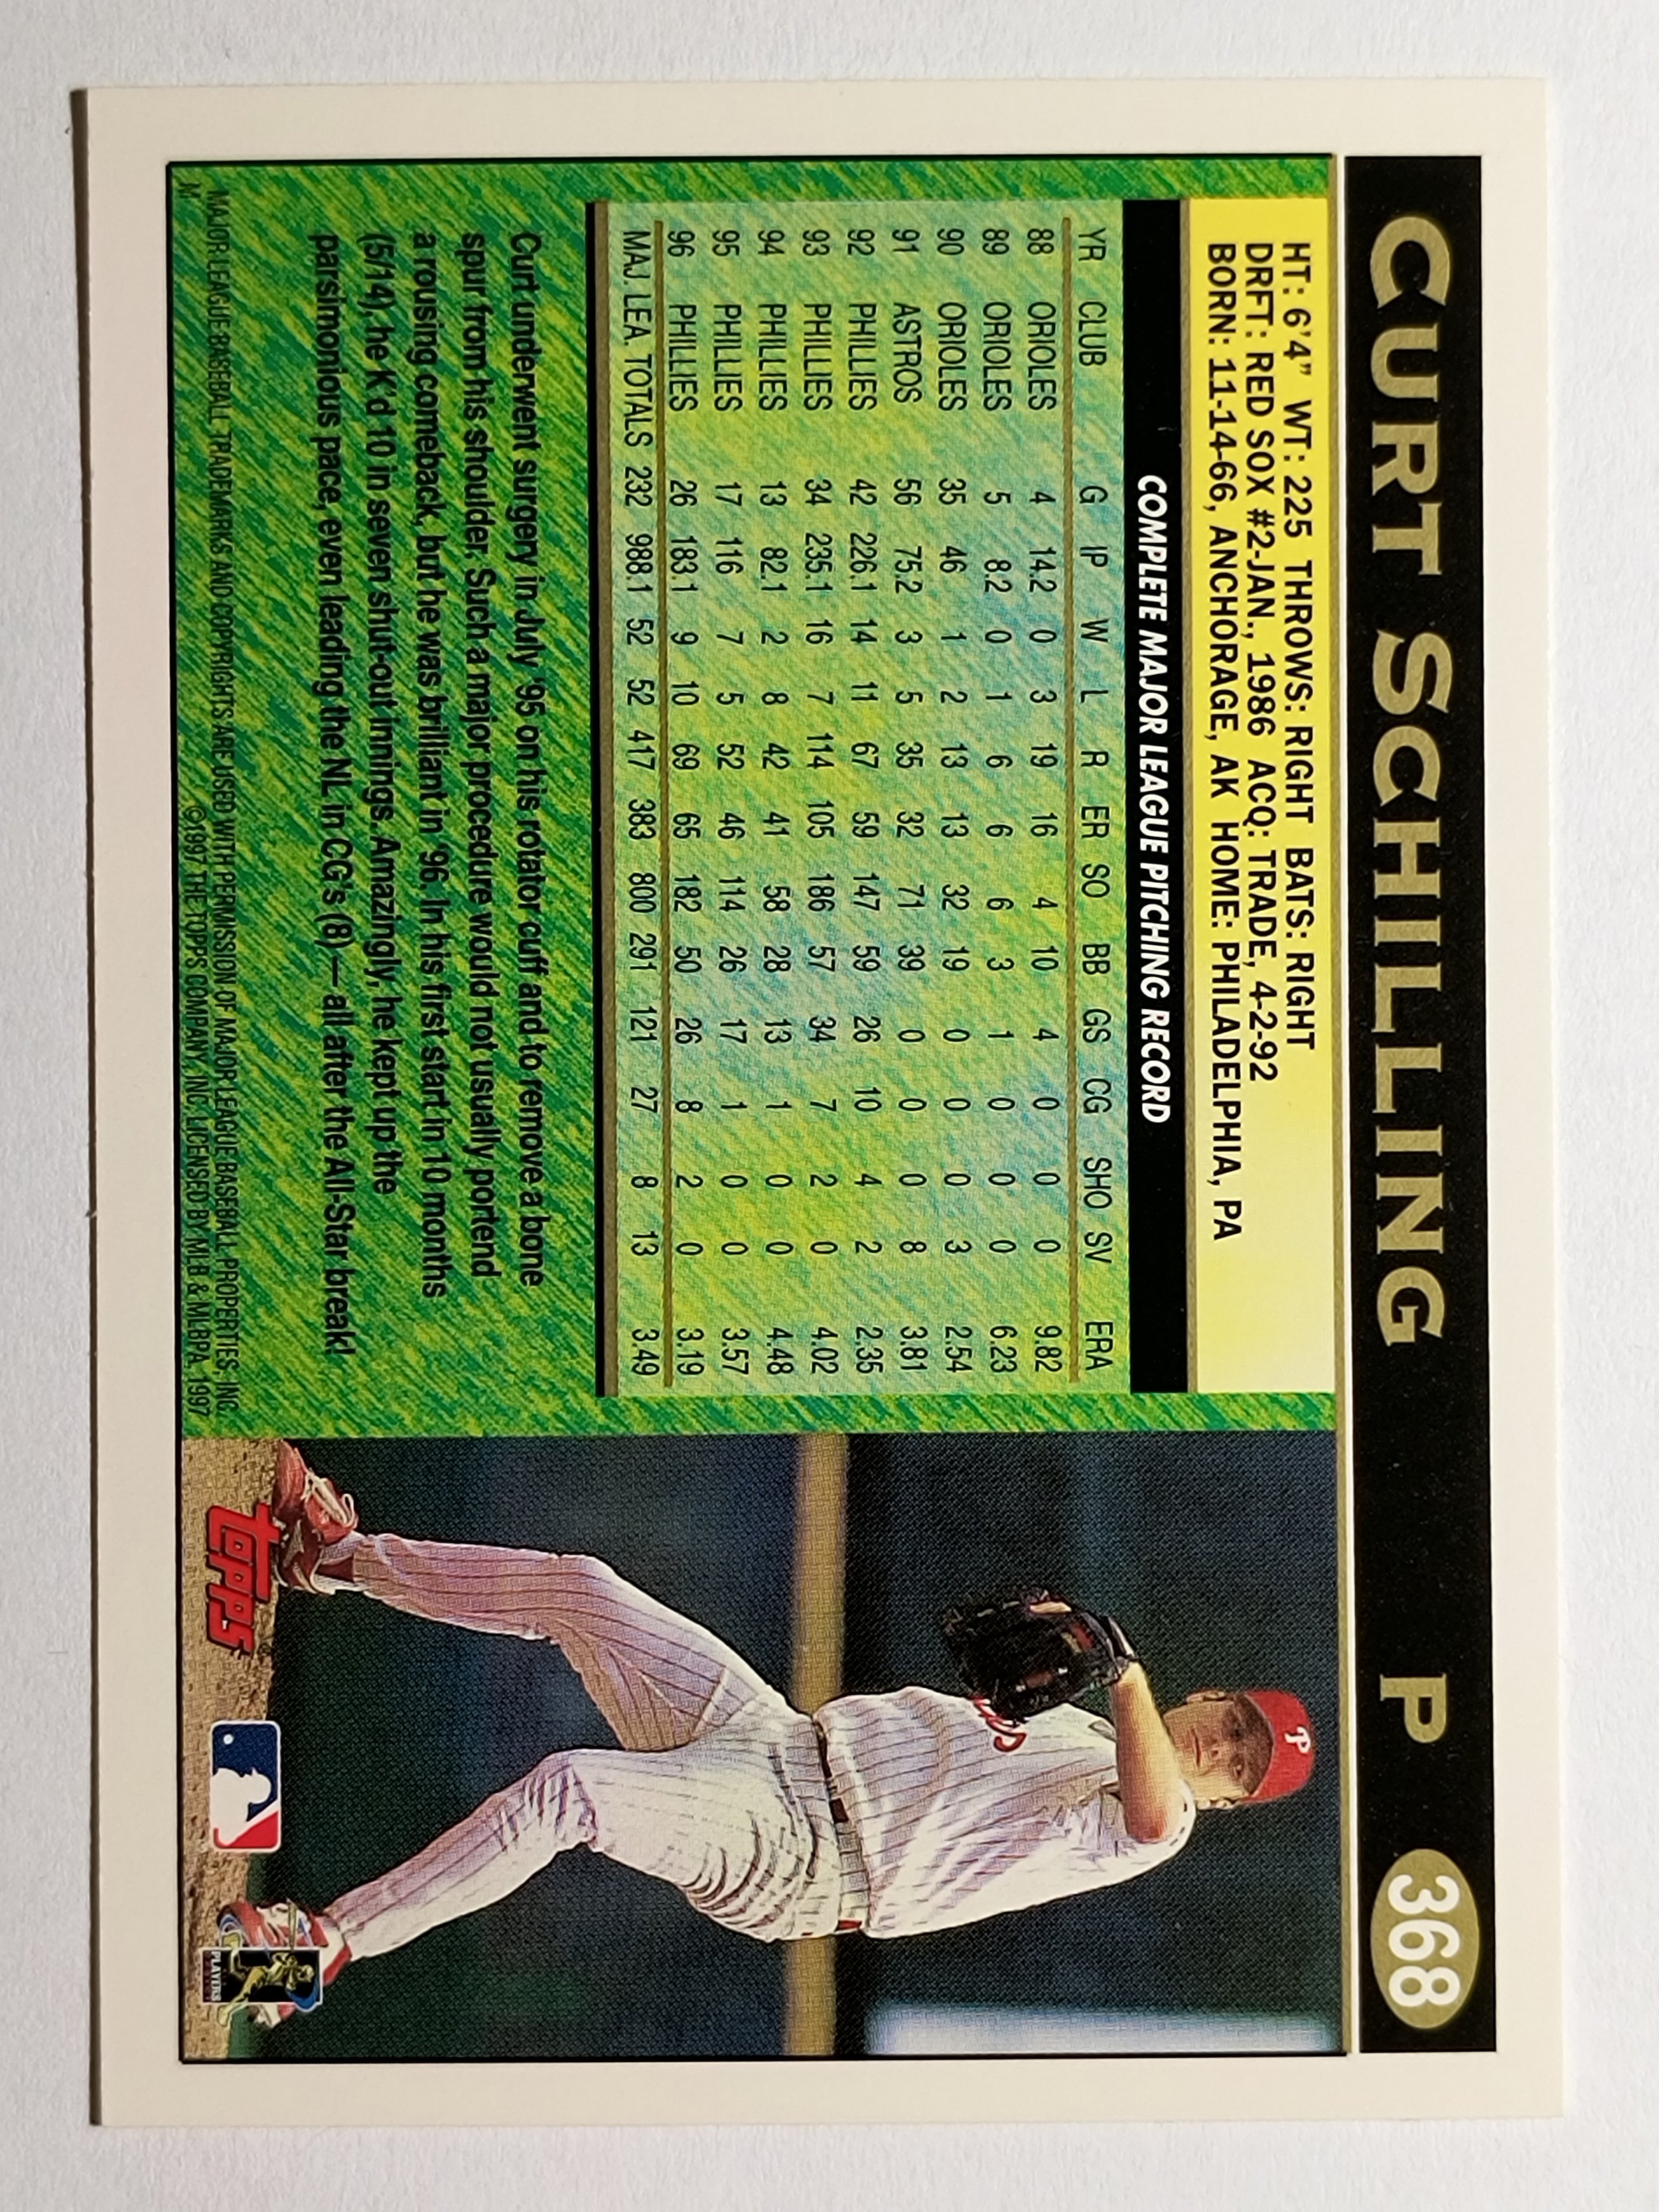 CURT SCHILLING P 368
HT: 6'4" WT: 225 THROWS: RIGHT BATS: RIGHT
DRFT: RED SOX #2-JAN., 1986 ACQ: TRADE, 4-2-92
BORN: 11-14-66, ANCHORAGE, AK HOME: PHILADELPHIA, PA
COMPLETE MAJOR LEAGUE PITCHING RECORD
YR CLUB G IP W L R ER SO BB GS CG SHO SV ERA
88 ORIOLES 4 14.2 0 3 19 16 4 10 4 0 0 0 9.82
89 ORIOLES 5 8.2 0 1 6 6 6 3 1 0 0 0 6.23
90 ORIOLES 35 46 1 2 13 13 32 19 0 0 0 3 2.54
91 ASTROS 56 75.2 3 5 35 32 71 39 0 0 0 8 3.81
92 PHILLIES 42 226.1 14 11 67 59 147 59 26 10 4 2 2.35
93 PHILLIES 34 235.1 16 7 114 105 186 57 34 7 2 0 4.02
94 PHILLIES 13 82.1 2 8 42 41 58 28 13 1 0 0 4.48
95 PHILLIES 17 116 7 5 52 46 114 26 17 1 0 0 3.57
96 PHILLIES 26 183.1 9 10 69 65 182 50 26 8 2 0 3.19
MAJ. LEA. TOTALS 232 988.1 52 52 417 383 800 291 121 27 8 13 3.49
Curt underwent surgery in July '95 on his rotator cuff and to remove a bone
spur from his shoulder. Such a major procedure would not usually portend
a rousing comeback, but he was brilliant in '96. In his first start in 10 months
(5/14), he K'd 10 in seven shut-out innings. Amazingly, he kept up the
parsimonious pace, even leading the NL in CG's (8)—all after the All-Star break!
MAJOR LEAGUE BASEBALL TRADEMARKS AND COPYRIGHTS ARE USED WITH PERMISSION OF MAJOR LEAGUE BASEBALL PROPERTIES, INC.
M ©1997 THE TOPPS COMPANY, INC. LICENSED BY MLB & MLBPA 1997
P
topps
PLAYERS